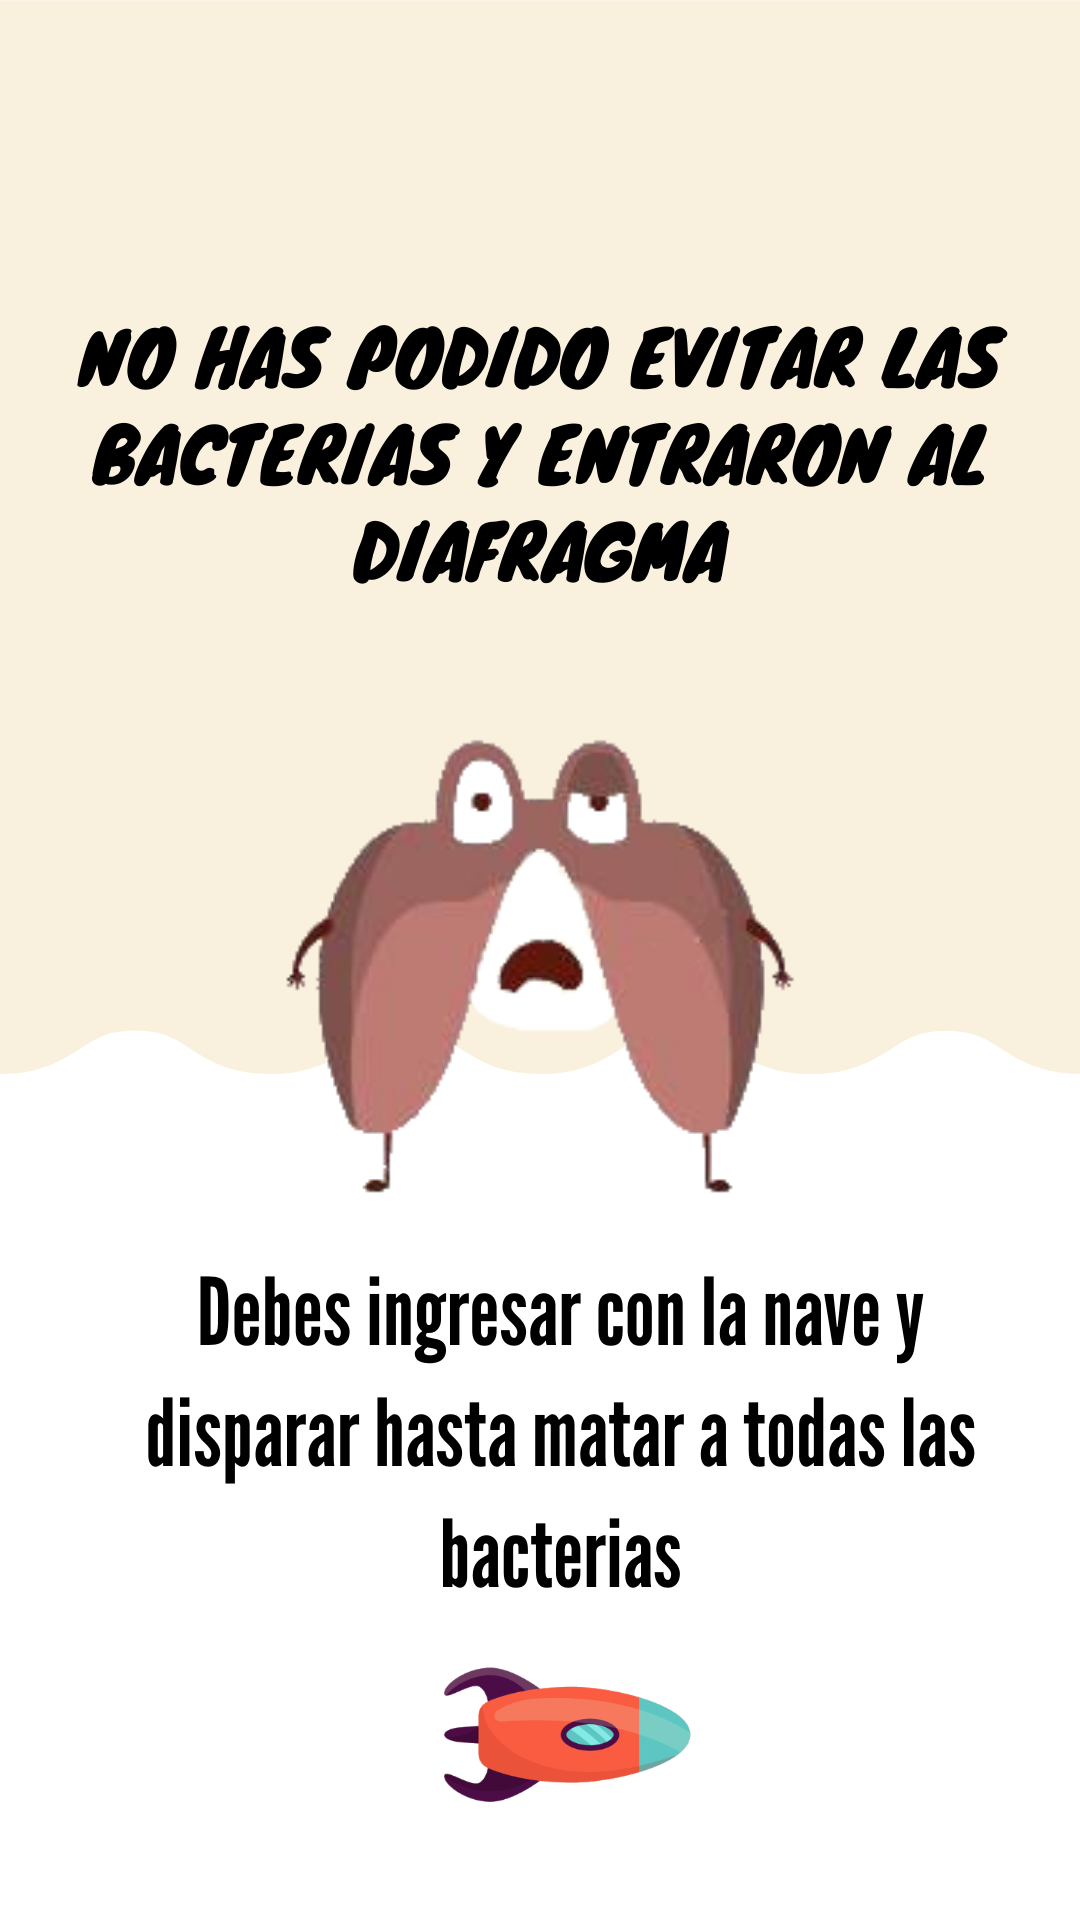 NO HAS PODIDO EVITAR LAS
BACTERIAS Y ENTRARON AL
DIAFRAGMA
Debes ingresar con la nave y
disparar hasta matar a todas las
bacterias